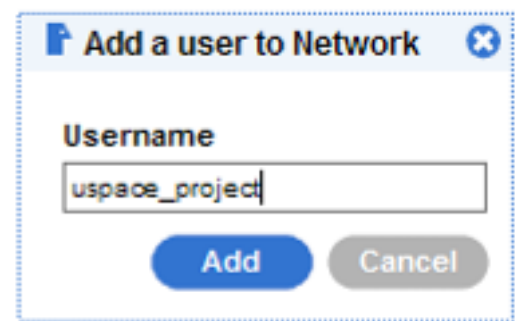 Add a user to Network
Username
uspace_project
Add
Cancel